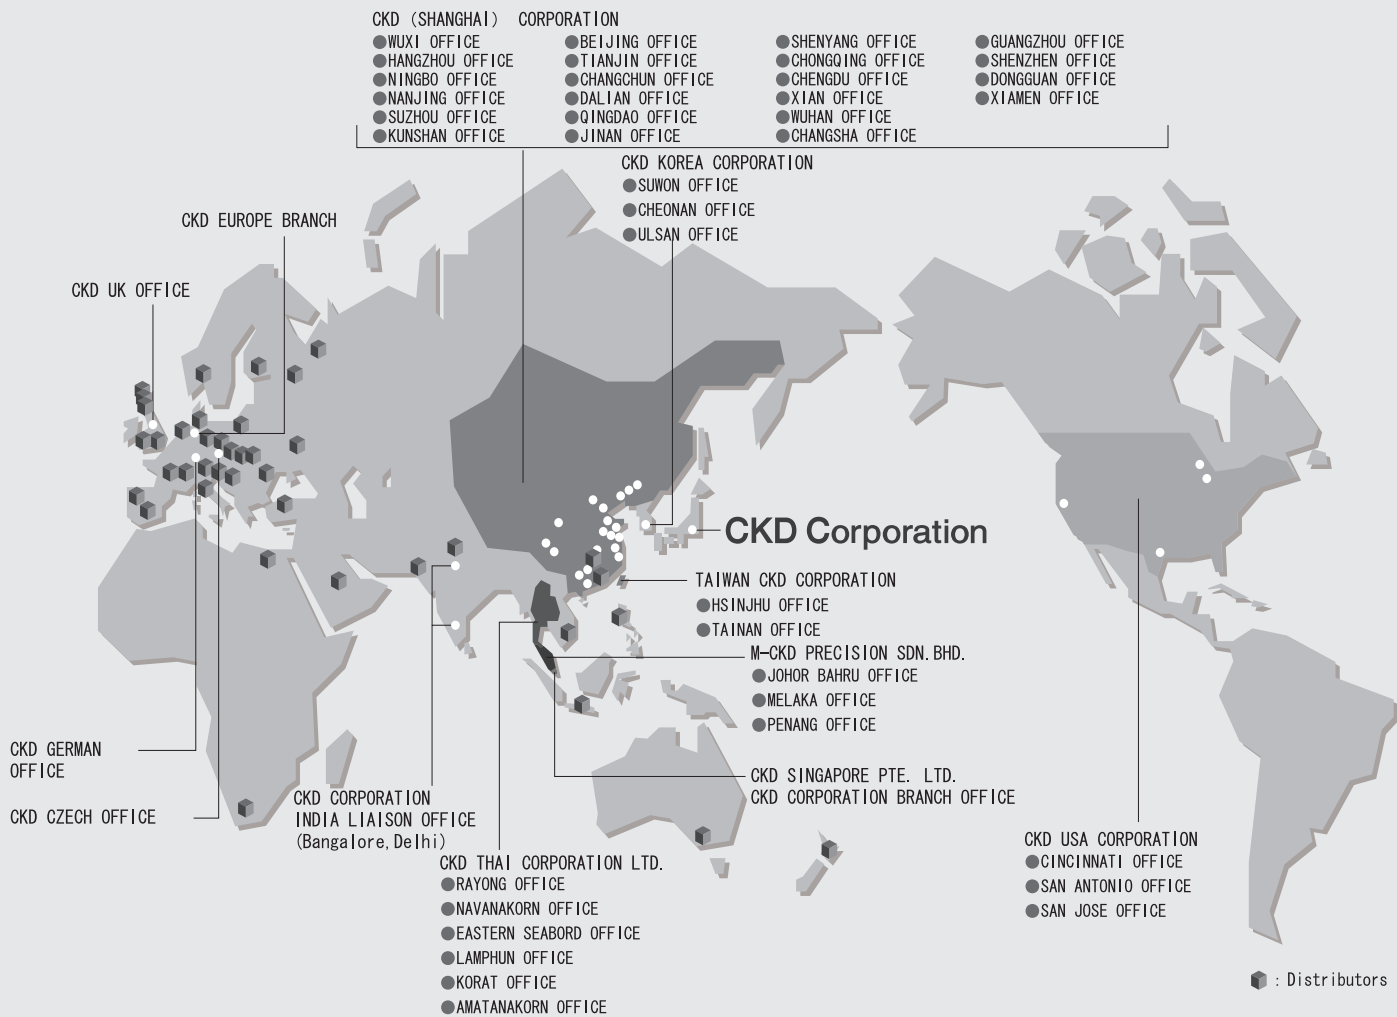 CKD (SHANGHAI) CORPORATION
●WUXI OFFICE
●HANGZHOU OFFICE
●NINGBO OFFICE
●NANJING OFFICE
●SUZHOU OFFICE
●KUNSHAN OFFICE
●BEIJING OFFICE
●TIANJIN OFFICE
●CHANGCHUN OFFICE
●DALIAN OFFICE
●QINGDAO OFFICE
●JINAN OFFICE
●SHENYANG OFFICE
●CHONGQING OFFICE
●CHENGDU OFFICE
●XIAN OFFICE
●WUHAN OFFICE
●CHANGSHA OFFICE
●GUANGZHOU OFFICE
●SHENZHEN OFFICE
●DONGGUAN OFFICE
●XIAMEN OFFICE
CKD KOREA CORPORATION
●SUWON OFFICE
●CHEONAN OFFICE
●ULSAN OFFICE
CKD EUROPE BRANCH
CKD UK OFFICE
CKD Corporation
TAIWAN CKD CORPORATION
●HSINJHU OFFICE
●TAINAN OFFICE
M-CKD PRECISION SDN.BHD.
●JOHOR BAHRU OFFICE
●MELAKA OFFICE
●PENANG OFFICE
CKD GERMAN
OFFICE
CKD CZECH OFFICE
CKD CORPORATION
INDIA LIAISON OFFICE
(Bangalore, Delhi)
CKD SINGAPORE PTE. LTD.
CKD CORPORATION BRANCH OFFICE
CKD THAI CORPORATION LTD.
●RAYONG OFFICE
●NAVANAKORN OFFICE
●EASTERN SEABORD OFFICE
●LAMPHUN OFFICE
●KORAT OFFICE
●AMATANAKORN OFFICE
CKD USA CORPORATION
●CINCINNATI OFFICE
●SAN ANTONIO OFFICE
●SAN JOSE OFFICE
: Distributors